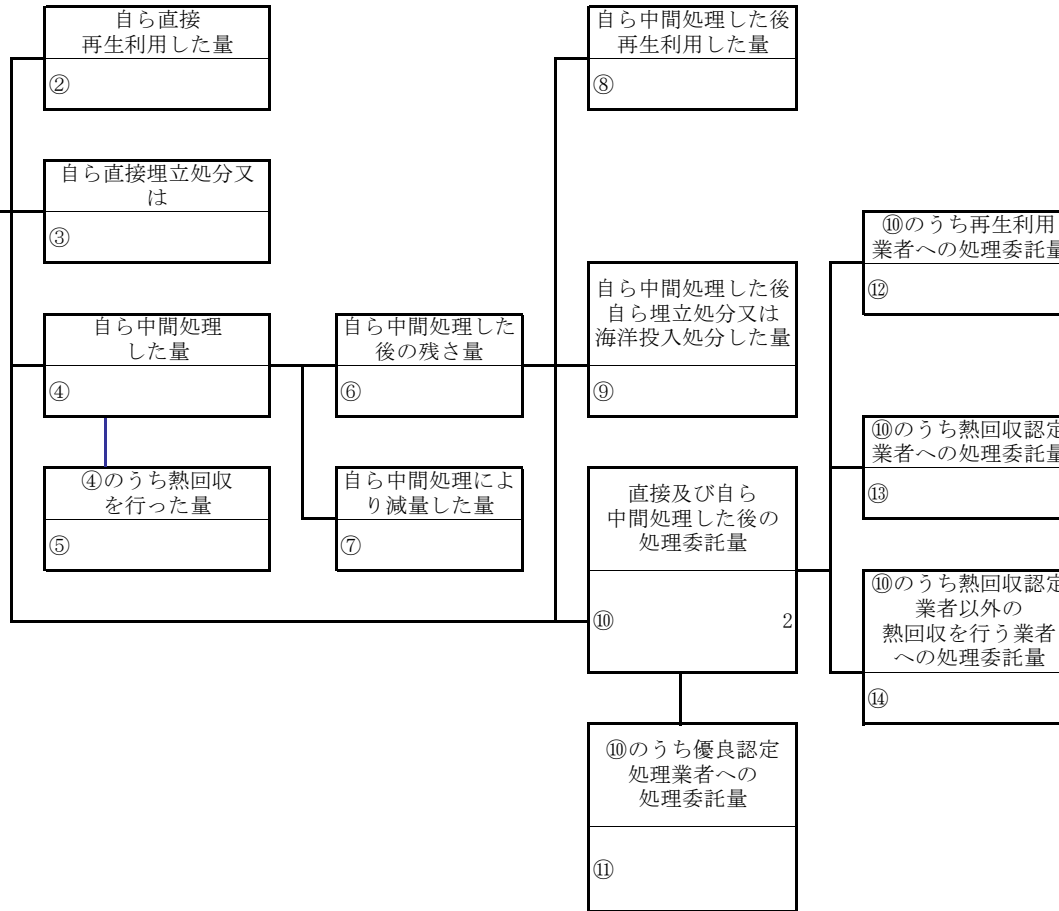 自ら直接
再生利用した量
②
自ら直接埋立処分又
は
③
自ら中間処理
した量
④
④のうち熱回収
を行った量
⑤
自ら中間処理した
後の残さ量
⑥
自ら中間処理によ
り減量した量
⑦
自ら中間処理した後
再生利用した量
⑧
自ら中間処理した後
自ら埋立処分又は
海洋投入処分した量
⑨
直接及び自ら
中間処理した後の
処理委託量
⑩ 2
⑩のうち優良認定
処理業者への
処理委託量
⑪
⑩のうち再生利用
業者への処理委託量
⑫
⑩のうち熱回収認定
業者への処理委託量
⑬
⑩のうち熱回収認定
業者以外の
熱回収を行う業者
への処理委託量
⑭